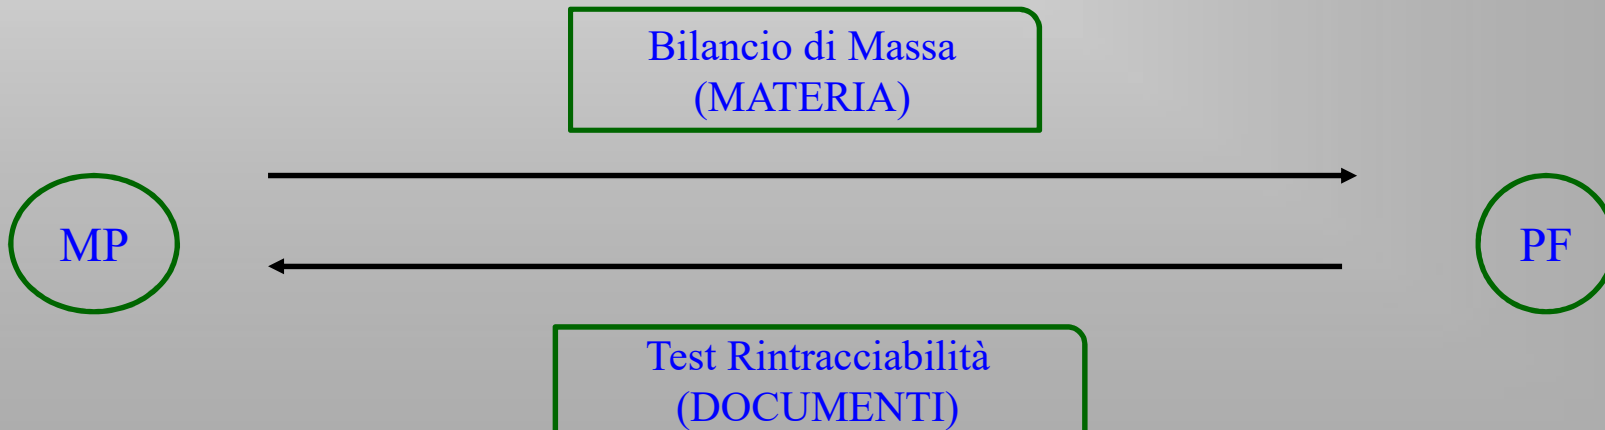 Bilancio di Massa
(MATERIA)
MP
PF
Test Rintracciabilità
(DOCUMENTI)